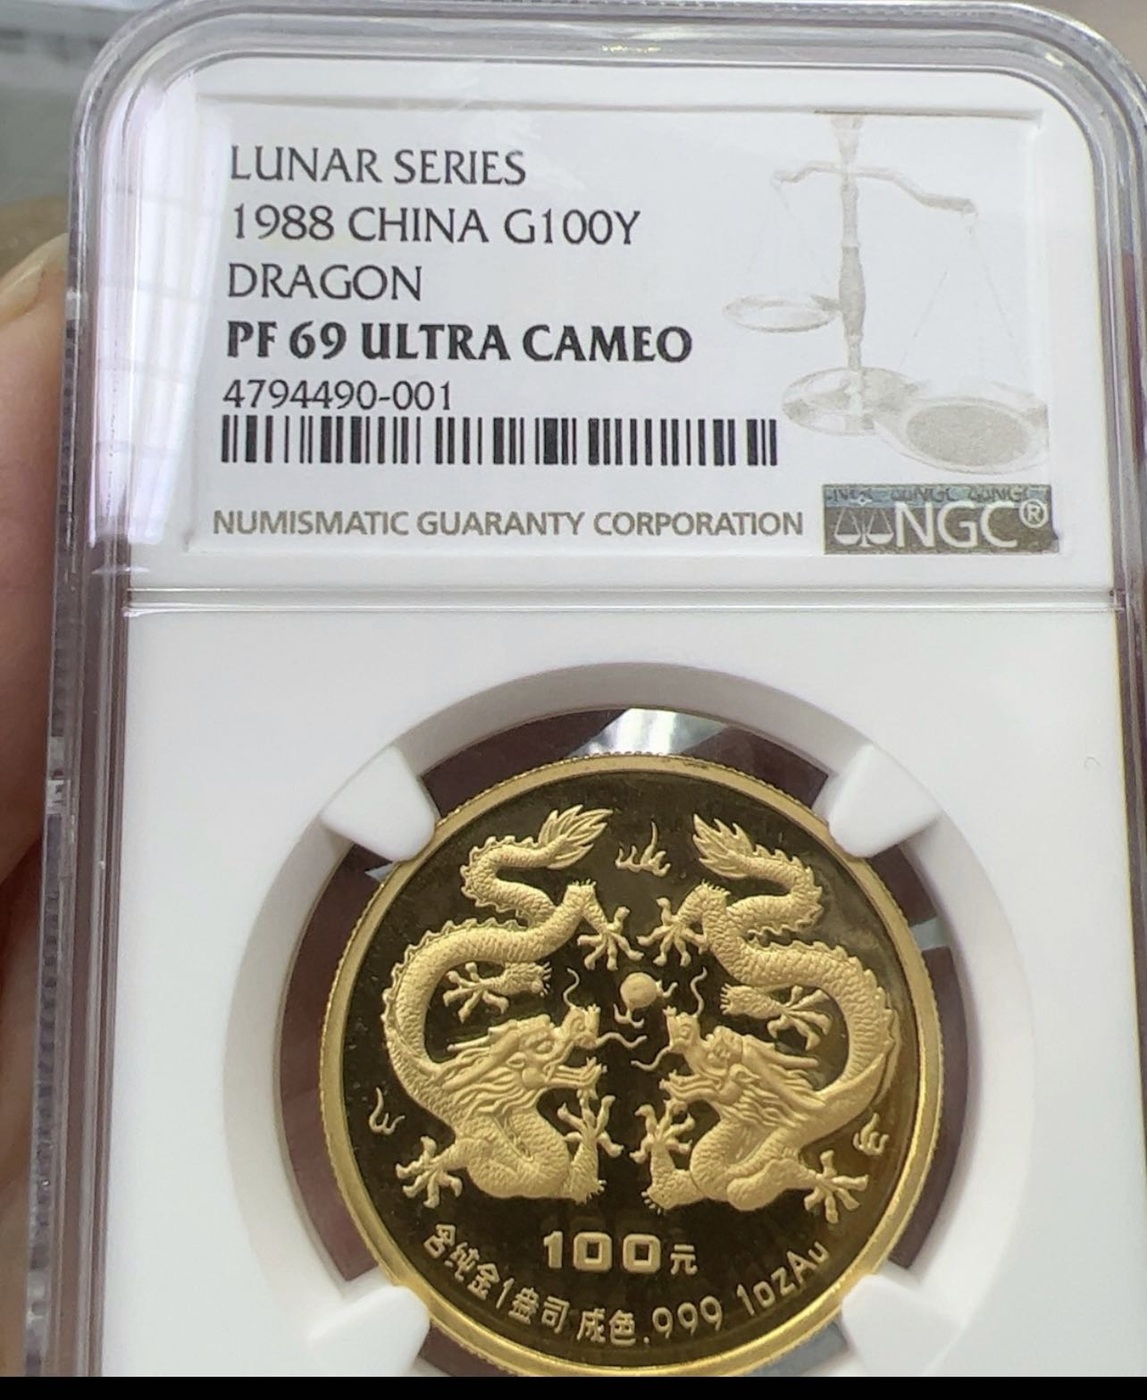 LUNAR SERIES
1988 CHINA G100Y
DRAGON
PF 69 ULTRA CAMEO
4794490-001
NUMISMATIC GUARANTY CORPORATION
NGC®
100元
含纯金1盎司 成色.999 1ozAu